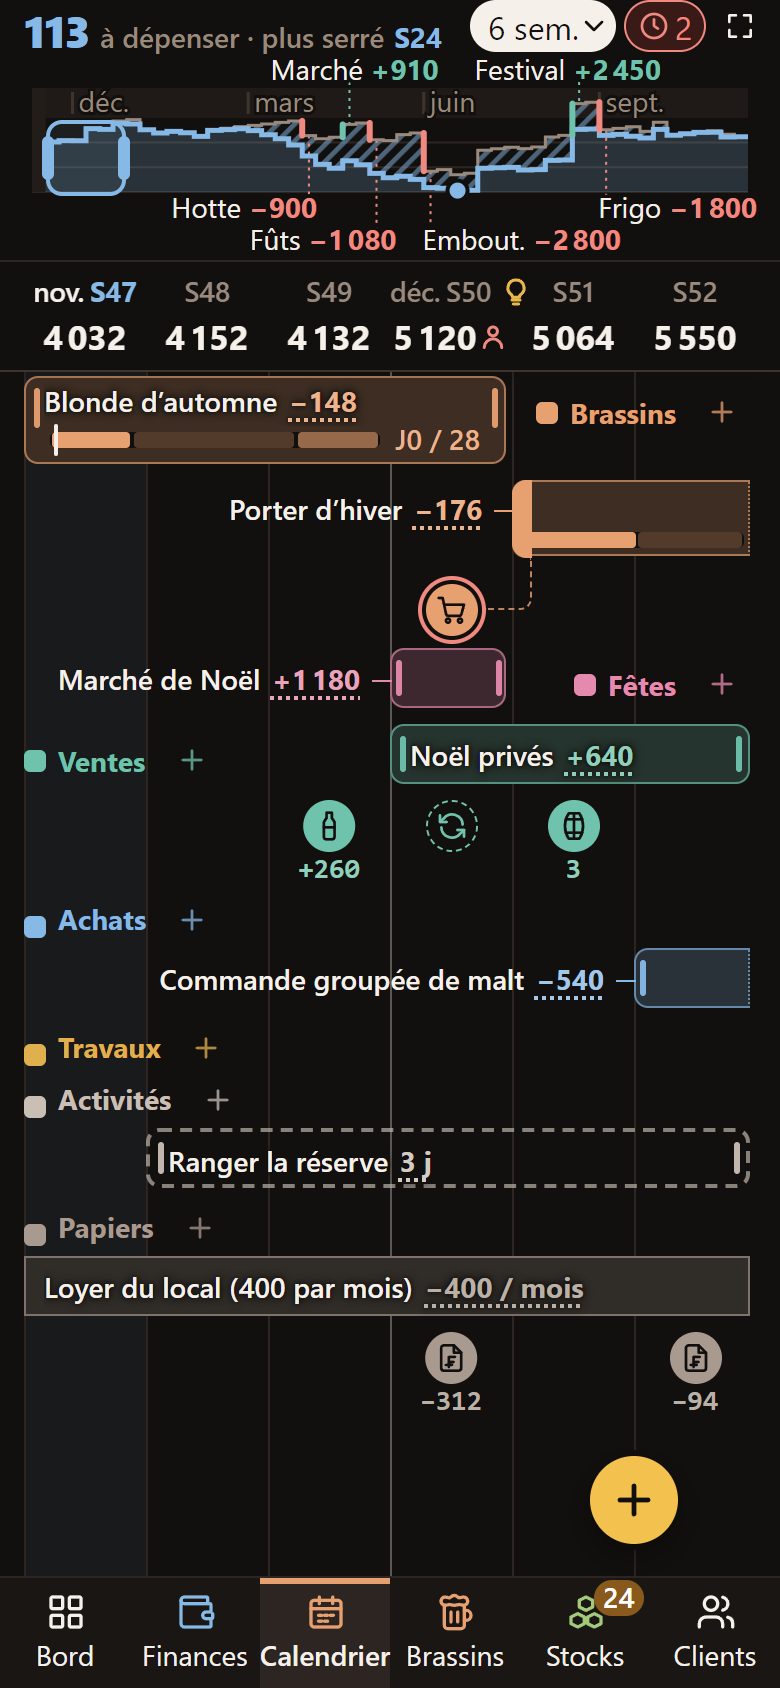 113 à dépenser · plus serré S24 6 sem. 2
Marché +910 Festival +2 450
déc. mars juin sept.
Hotte −900 Frigo −1 800
Fûts −1 080 Embout. −2 800
nov. S47 S48 S49 déc. S50 S51 S52
4 032 4 152 4 132 5 120 5 064 5 550
Blonde d’automne −148
J0 / 28
Brassins +
Porter d’hiver −176
Marché de Noël +1 180
Fêtes +
Noël privés +640
Ventes +
+260 3
Achats +
Commande groupée de malt −540
Travaux +
Activités +
Ranger la réserve 3 j
Papiers +
Loyer du local (400 par mois) −400 / mois
−312 −94
+
24
Bord Finances Calendrier Brassins Stocks Clients